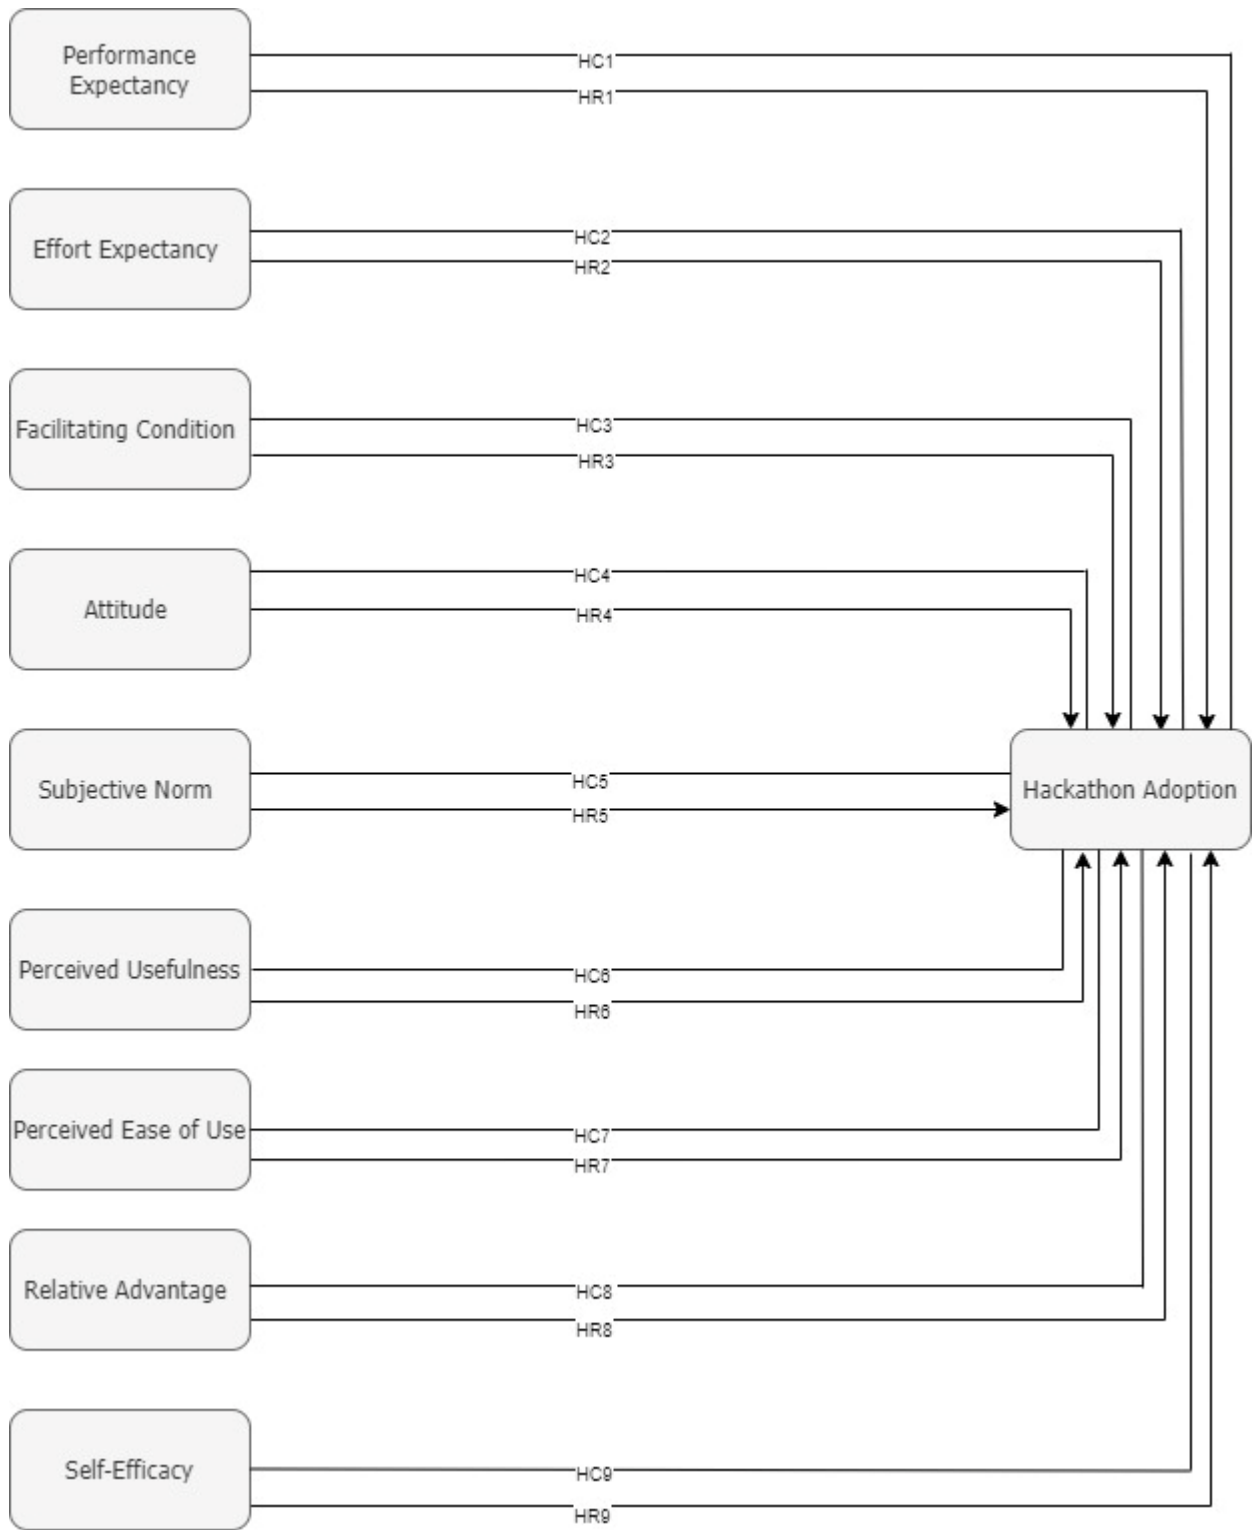 Performance
Expectancy
HC1
HR1
Effort Expectancy
HC2
HR2
Facilitating Condition
HC3
HR3
Attitude
HC4
HR4
Subjective Norm
HC5
HR5
Hackathon Adoption
Perceived Usefulness
HC6
HR6
Perceived Ease of Use
HC7
HR7
Relative Advantage
HC8
HR8
Self-Efficacy
HC9
HR9